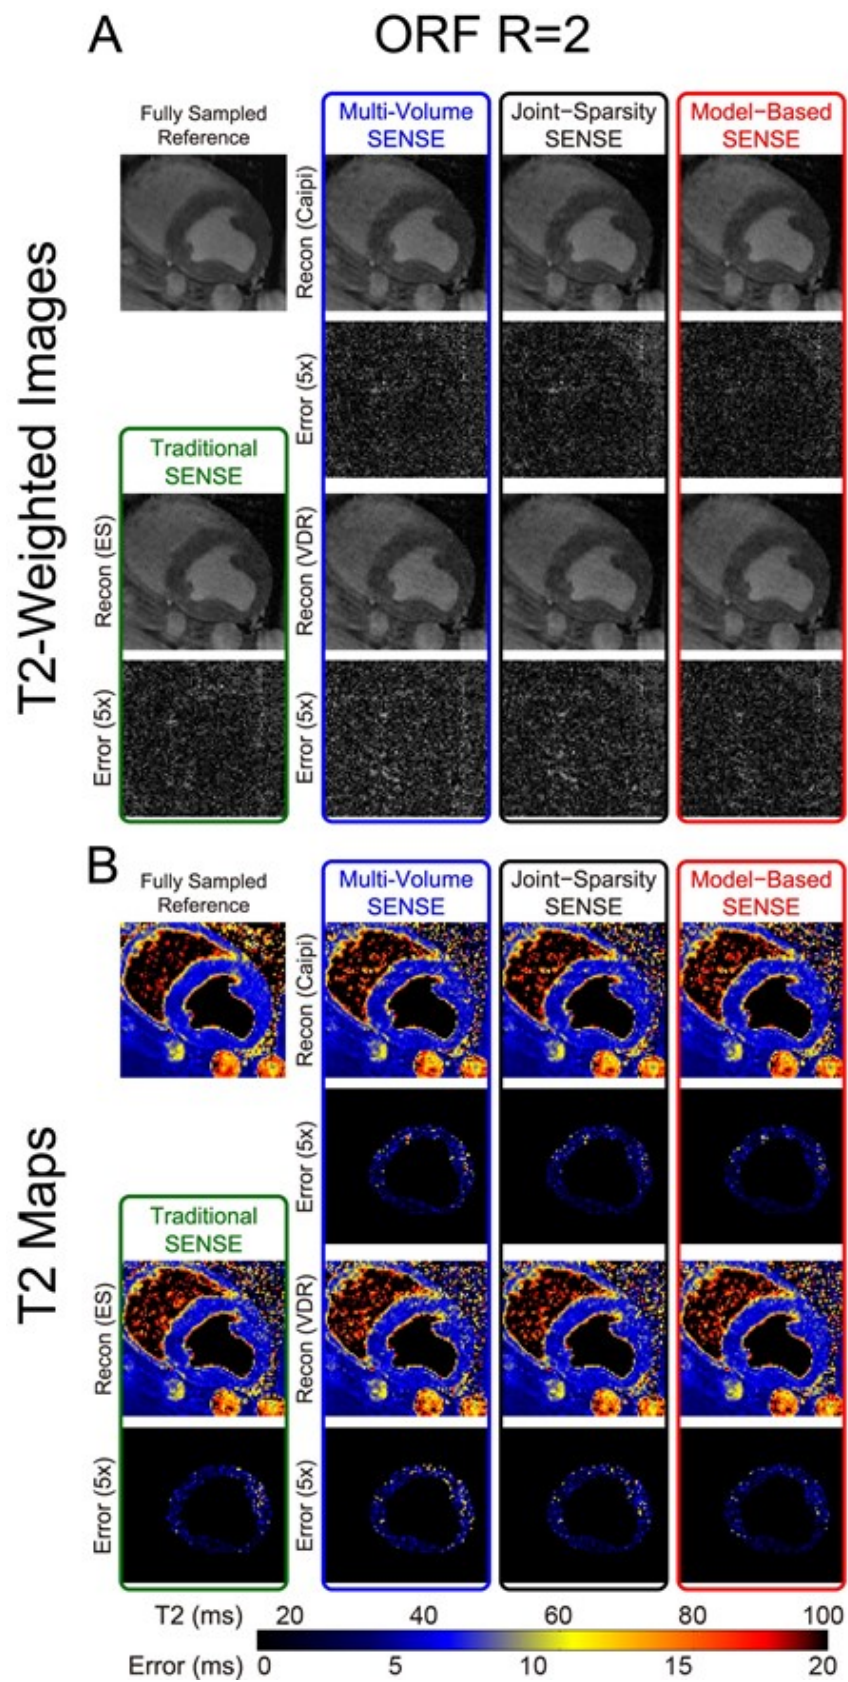 A
ORF R=2
T2-Weighted Images
Fully Sampled
Reference
Multi-Volume
SENSE
Joint−Sparsity
SENSE
Model−Based
SENSE
Recon (Caipi)
Error (5x)
Traditional
SENSE
Recon (ES)
Recon (VDR)
Error (5x)
Error (5x)
B
T2 Maps
Fully Sampled
Reference
Multi-Volume
SENSE
Joint−Sparsity
SENSE
Model−Based
SENSE
Recon (Caipi)
Error (5x)
Traditional
SENSE
Recon (ES)
Recon (VDR)
Error (5x)
Error (5x)
T2 (ms) 20 40 60 80 100
Error (ms) 0 5 10 15 20